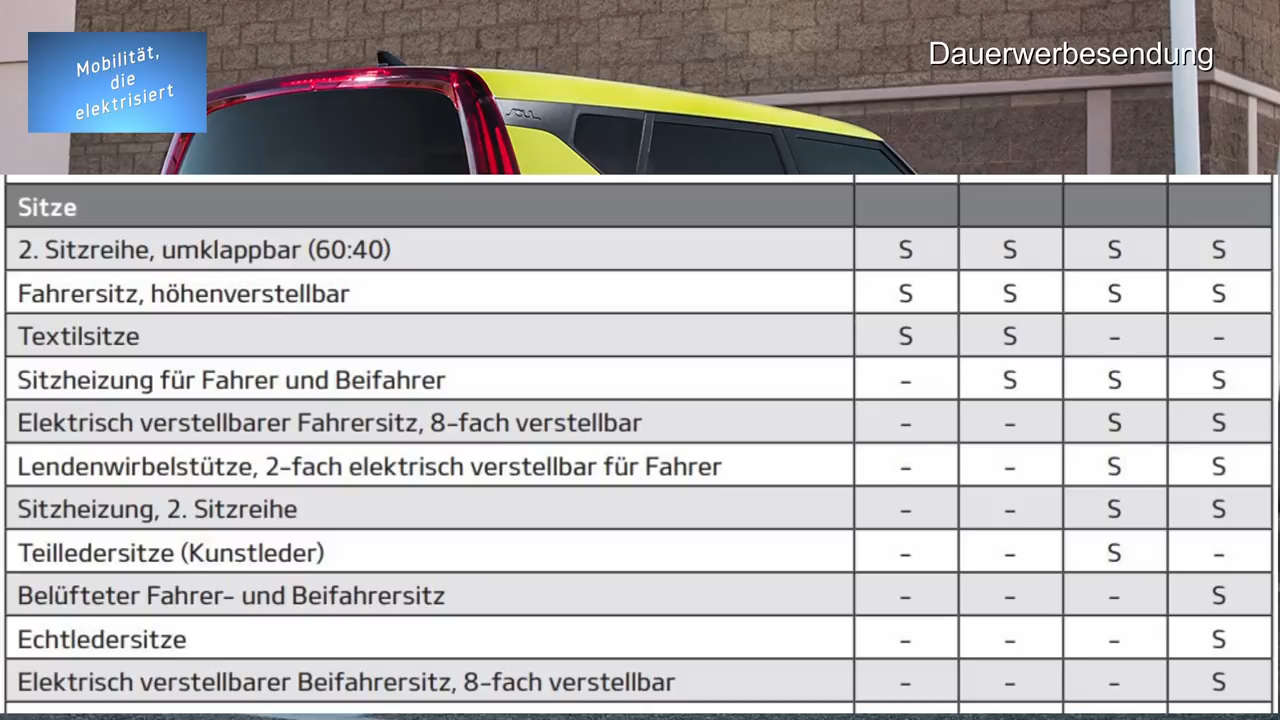 Mobilität,
die
elektrisiert
Dauerwerbesendung
SOUL
Sitze
2. Sitzreihe, umklappbar (60:40) S S S S
Fahrersitz, höhenverstellbar S S S S
Textilsitze S S – –
Sitzheizung für Fahrer und Beifahrer – S S S
Elektrisch verstellbarer Fahrersitz, 8-fach verstellbar – – S S
Lendenwirbelstütze, 2-fach elektrisch verstellbar für Fahrer – – S S
Sitzheizung, 2. Sitzreihe – – S S
Teilledersitze (Kunstleder) – – S –
Belüfteter Fahrer- und Beifahrersitz – – – S
Echtledersitze – – – S
Elektrisch verstellbarer Beifahrersitz, 8-fach verstellbar – – – S